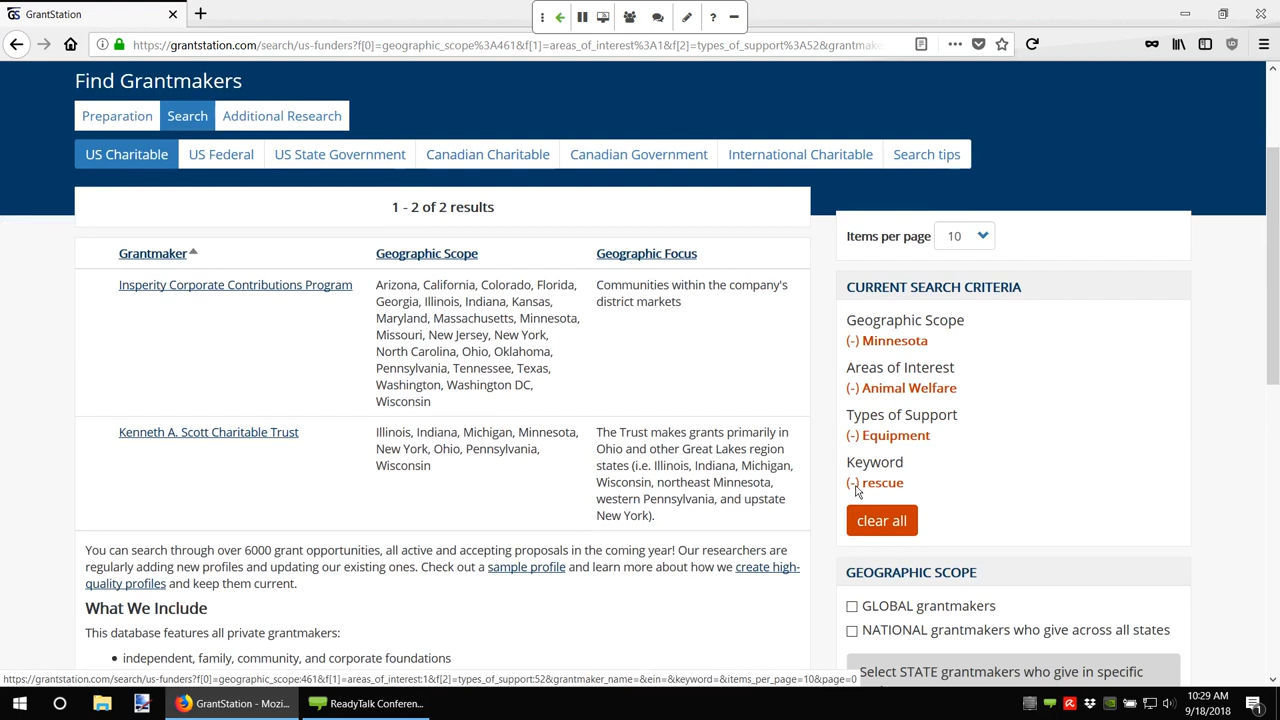 GrantStation
https://grantstation.com/search/us-funders?f[0]=geographic_scope%3A461&f[1]=areas_of_interest%3A1&f[2]=types_of_support%3A52&grantmake
Find Grantmakers
Preparation Search Additional Research
US Charitable US Federal US State Government Canadian Charitable Canadian Government International Charitable Search tips
1 - 2 of 2 results
Items per page 10
Grantmaker Geographic Scope Geographic Focus
Insperity Corporate Contributions Program
Arizona, California, Colorado, Florida,
Georgia, Illinois, Indiana, Kansas,
Maryland, Massachusetts, Minnesota,
Missouri, New Jersey, New York,
North Carolina, Ohio, Oklahoma,
Pennsylvania, Tennessee, Texas,
Washington, Washington DC,
Wisconsin
Communities within the company's
district markets
Kenneth A. Scott Charitable Trust
Illinois, Indiana, Michigan, Minnesota,
New York, Ohio, Pennsylvania,
Wisconsin
The Trust makes grants primarily in
Ohio and other Great Lakes region
states (i.e. Illinois, Indiana, Michigan,
Wisconsin, northeast Minnesota,
western Pennsylvania, and upstate
New York).
You can search through over 6000 grant opportunities, all active and accepting proposals in the coming year! Our researchers are
regularly adding new profiles and updating our existing ones. Check out a sample profile and learn more about how we create high-
quality profiles and keep them current.
What We Include
This database features all private grantmakers:
• independent, family, community, and corporate foundations
CURRENT SEARCH CRITERIA
Geographic Scope
(-) Minnesota
Areas of Interest
(-) Animal Welfare
Types of Support
(-) Equipment
Keyword
(-) rescue
clear all
GEOGRAPHIC SCOPE
GLOBAL grantmakers
NATIONAL grantmakers who give across all states
Select STATE grantmakers who give in specific
https://grantstation.com/search/us-funders?f[0]=geographic_scope:461&f[1]=areas_of_interest:1&f[2]=types_of_support:52&grantmaker_name=&ein=&keyword=&items_per_page=10&page=0
GrantStation - Mozi...
ReadyTalk Conferen...
10:29 AM
9/18/2018